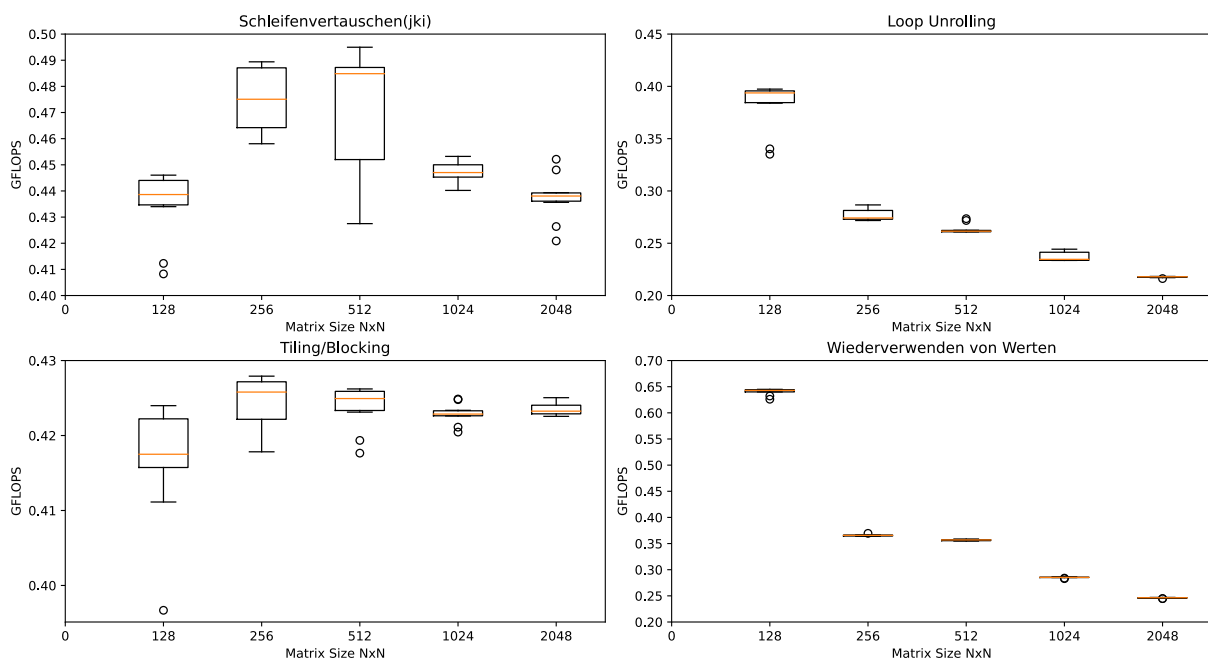 Schleifenvertauschen(jki)
0.50
0.49
0.48
0.47
0.46
0.45
0.44
0.43
0.42
0.41
0.40
GFLOPS
0 128 256 512 1024 2048
Matrix Size NxN
Loop Unrolling
0.45
0.40
0.35
0.30
0.25
0.20
GFLOPS
0 128 256 512 1024 2048
Matrix Size NxN
Tiling/Blocking
0.43
0.42
0.41
0.40
GFLOPS
0 128 256 512 1024 2048
Matrix Size NxN
Wiederverwenden von Werten
0.70
0.65
0.60
0.55
0.50
0.45
0.40
0.35
0.30
0.25
0.20
GFLOPS
0 128 256 512 1024 2048
Matrix Size NxN